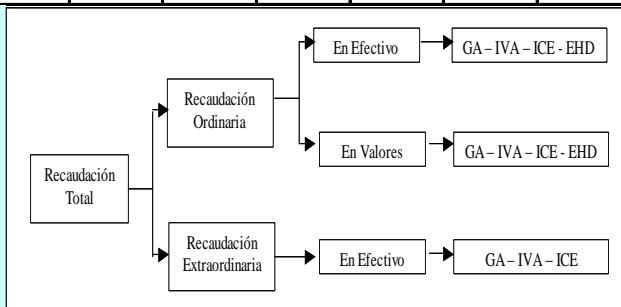 En Efectivo
GA – IVA – ICE - EHD
Recaudación
Ordinaria
En Valores
GA – IVA – ICE - EHD
Recaudación
Total
Recaudación
Extraordinaria
En Efectivo
GA – IVA – ICE